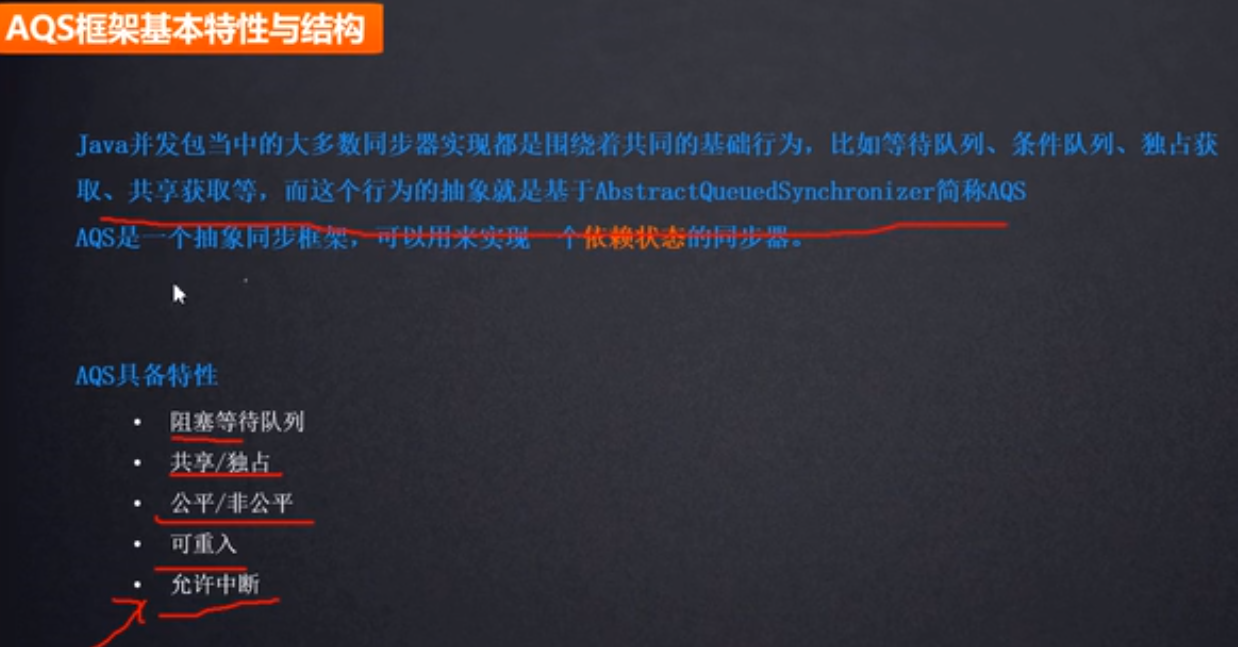 AQS框架基本特性与结构
Java并发包当中的大多数同步器实现都是围绕着共同的基础行为，比如等待队列、条件队列、独占获
取、共享获取等，而这个行为的抽象就是基于AbstractQueuedSynchronizer简称AQS
AQS是一个抽象同步框架，可以用来实现一个依赖状态的同步器。
AQS具备特性
• 阻塞等待队列
• 共享/独占
• 公平/非公平
• 可重入
• 允许中断